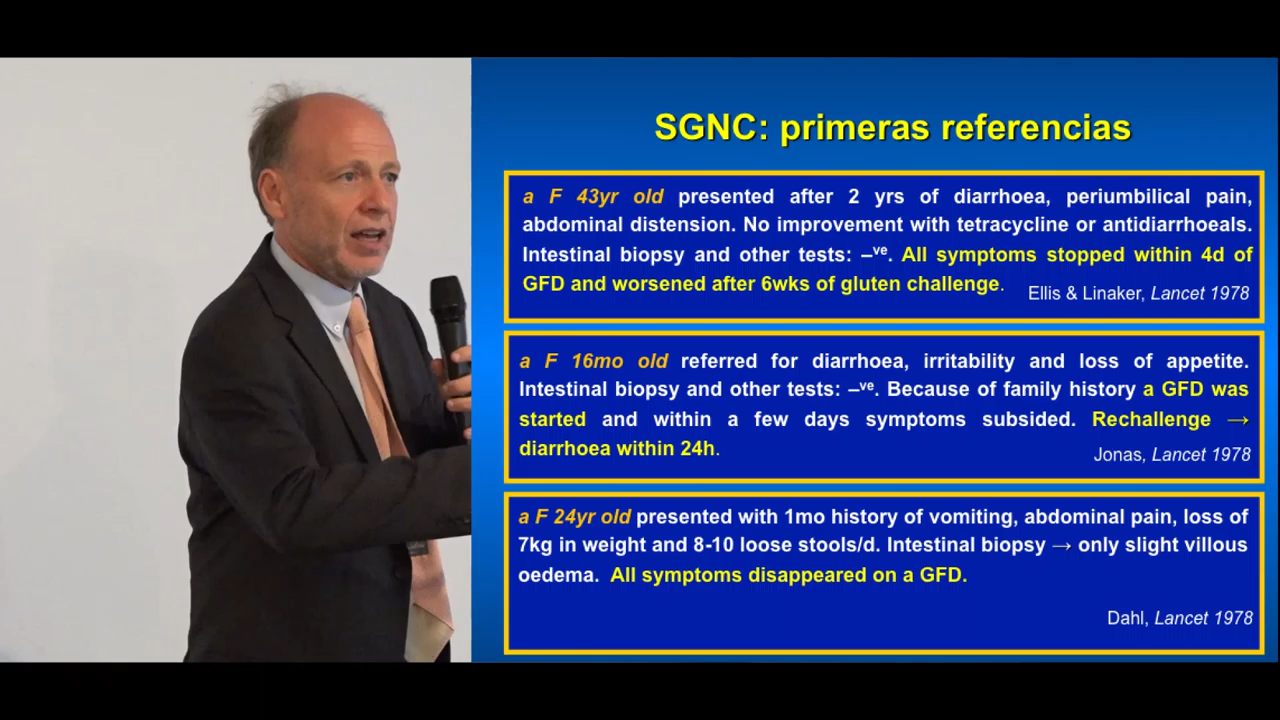 SGNC: primeras referencias
a F 43yr old presented after 2 yrs of diarrhoea, periumbilical pain,
abdominal distension. No improvement with tetracycline or antidiarrhoeals.
Intestinal biopsy and other tests: –ve. All symptoms stopped within 4d of
GFD and worsened after 6wks of gluten challenge.
Ellis & Linaker, Lancet 1978
a F 16mo old referred for diarrhoea, irritability and loss of appetite.
Intestinal biopsy and other tests: –ve. Because of family history a GFD was
started and within a few days symptoms subsided. Rechallenge →
diarrhoea within 24h.
Jonas, Lancet 1978
a F 24yr old presented with 1mo history of vomiting, abdominal pain, loss of
7kg in weight and 8-10 loose stools/d. Intestinal biopsy → only slight villous
oedema. All symptoms disappeared on a GFD.
Dahl, Lancet 1978